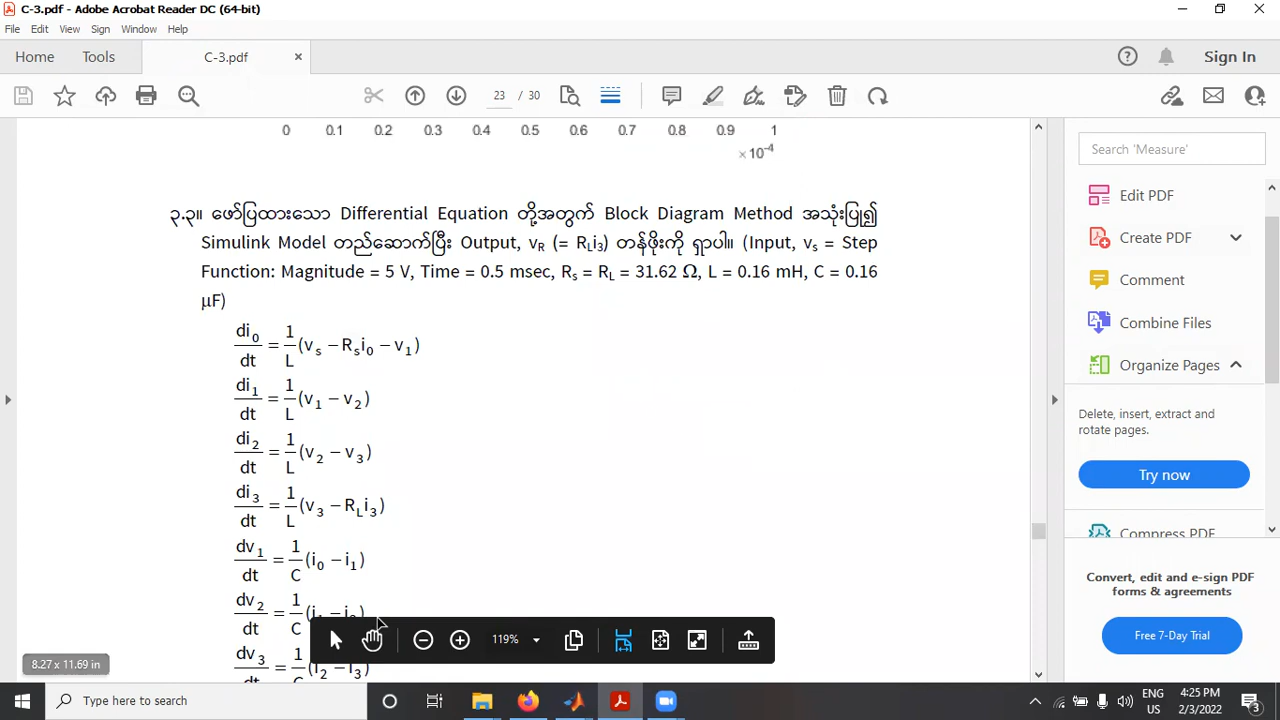 C-3.pdf - Adobe Acrobat Reader DC (64-bit)
File Edit View Sign Window Help
Home Tools C-3.pdf × Sign In
23 / 30
0 0.1 0.2 0.3 0.4 0.5 0.6 0.7 0.8 0.9 1
×10⁻⁴
၃.၃။ ဖော်ပြထားသော Differential Equation တို့အတွက် Block Diagram Method အသုံးပြု၍
Simulink Model တည်ဆောက်ပြီး Output, vR (= RLi3) တန်ဖိုးကို ရှာပါ။ (Input, vs = Step
Function: Magnitude = 5 V, Time = 0.5 msec, Rs = RL = 31.62 Ω, L = 0.16 mH, C = 0.16
μF)
di0/dt = 1/L (vs − Rsi0 − v1)
di1/dt = 1/L (v1 − v2)
di2/dt = 1/L (v2 − v3)
di3/dt = 1/L (v3 − RLi3)
dv1/dt = 1/C (i0 − i1)
dv2/dt = 1/C
dv3/dt = 1/C (i2 − i3)
119%
8.27 x 11.69 in
Search 'Measure'
Edit PDF
Create PDF
Comment
Combine Files
Organize Pages
Delete, insert, extract and
rotate pages.
Try now
Compress PDF
Convert, edit and e-sign PDF
forms & agreements
Free 7-Day Trial
Type here to search
ENG
US
4:25 PM
2/3/2022
3